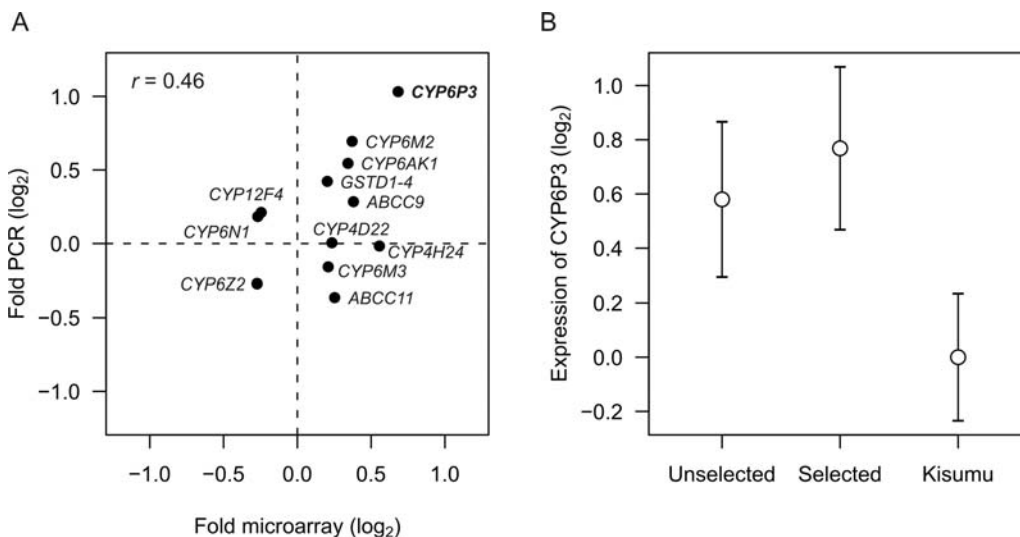 A
r = 0.46
CYP6P3
1.0
CYP6M2
CYP6AK1
0.5
GSTD1-4
CYP12F4
ABCC9
CYP6N1
CYP4D22
0.0
CYP4H24
CYP6M3
CYP6Z2
ABCC11
−0.5
−1.0
Fold PCR (log2)
−1.0 −0.5 0.0 0.5 1.0
Fold microarray (log2)
B
1.0
0.8
0.6
0.4
0.2
0.0
−0.2
Expression of CYP6P3 (log2)
Unselected Selected Kisumu